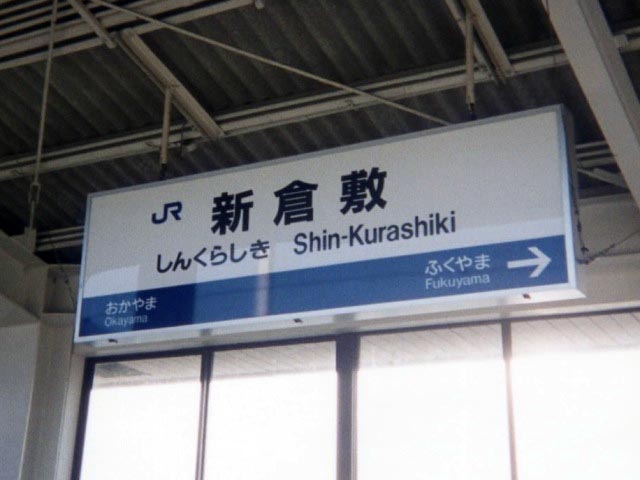 JR 新倉敷
しんくらしき Shin-Kurashiki
おかやま
Okayama
ふくやま →
Fukuyama